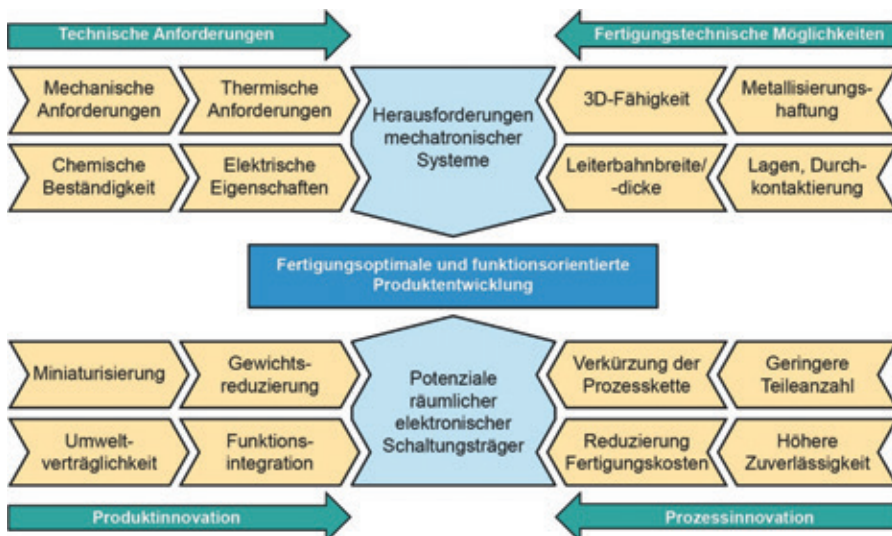 Technische Anforderungen
Fertigungstechnische Möglichkeiten
Mechanische
Anforderungen
Thermische
Anforderungen
Herausforderungen
mechatronischer
Systeme
3D-Fähigkeit
Metallisierungs-
haftung
Chemische
Beständigkeit
Elektrische
Eigenschaften
Leiterbahnbreite/
-dicke
Lagen, Durch-
kontaktierung
Fertigungsoptimale und funktionsorientierte
Produktentwicklung
Miniaturisierung
Gewichts-
reduzierung
Potenziale
räumlicher
elektronischer
Schaltungsträger
Verkürzung der
Prozesskette
Geringere
Teileanzahl
Umwelt-
verträglichkeit
Funktions-
integration
Reduzierung
Fertigungskosten
Höhere
Zuverlässigkeit
Produktinnovation
Prozessinnovation